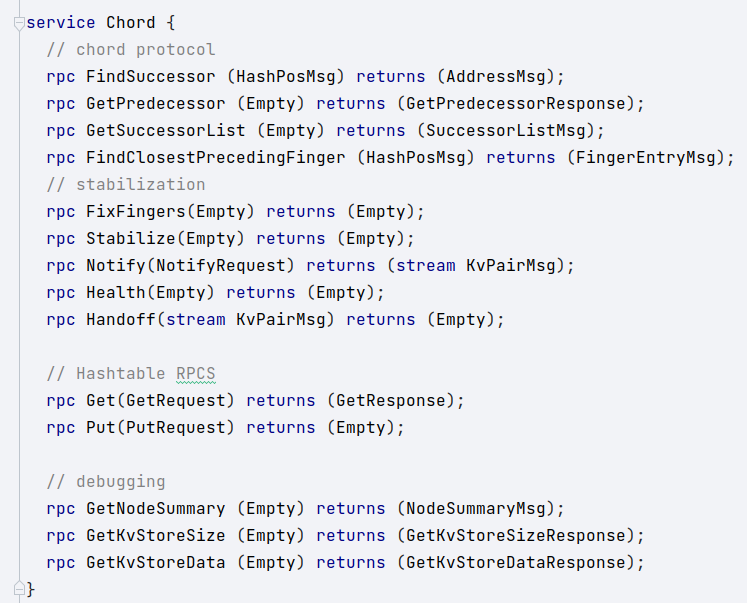 service Chord {
  // chord protocol
  rpc FindSuccessor (HashPosMsg) returns (AddressMsg);
  rpc GetPredecessor (Empty) returns (GetPredecessorResponse);
  rpc GetSuccessorList (Empty) returns (SuccessorListMsg);
  rpc FindClosestPrecedingFinger (HashPosMsg) returns (FingerEntryMsg);
  // stabilization
  rpc FixFingers(Empty) returns (Empty);
  rpc Stabilize(Empty) returns (Empty);
  rpc Notify(NotifyRequest) returns (stream KvPairMsg);
  rpc Health(Empty) returns (Empty);
  rpc Handoff(stream KvPairMsg) returns (Empty);

  // Hashtable RPCS
  rpc Get(GetRequest) returns (GetResponse);
  rpc Put(PutRequest) returns (Empty);

  // debugging
  rpc GetNodeSummary (Empty) returns (NodeSummaryMsg);
  rpc GetKvStoreSize (Empty) returns (GetKvStoreSizeResponse);
  rpc GetKvStoreData (Empty) returns (GetKvStoreDataResponse);
}